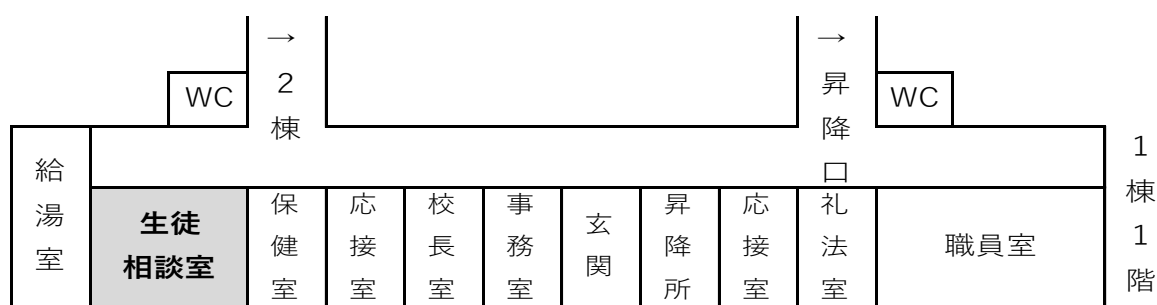 →2棟
→昇降口
WC
WC
給湯室
生徒
相談室
保健室
応接室
校長室
事務室
玄関
昇降所
応接室
礼法室
職員室
1棟1階